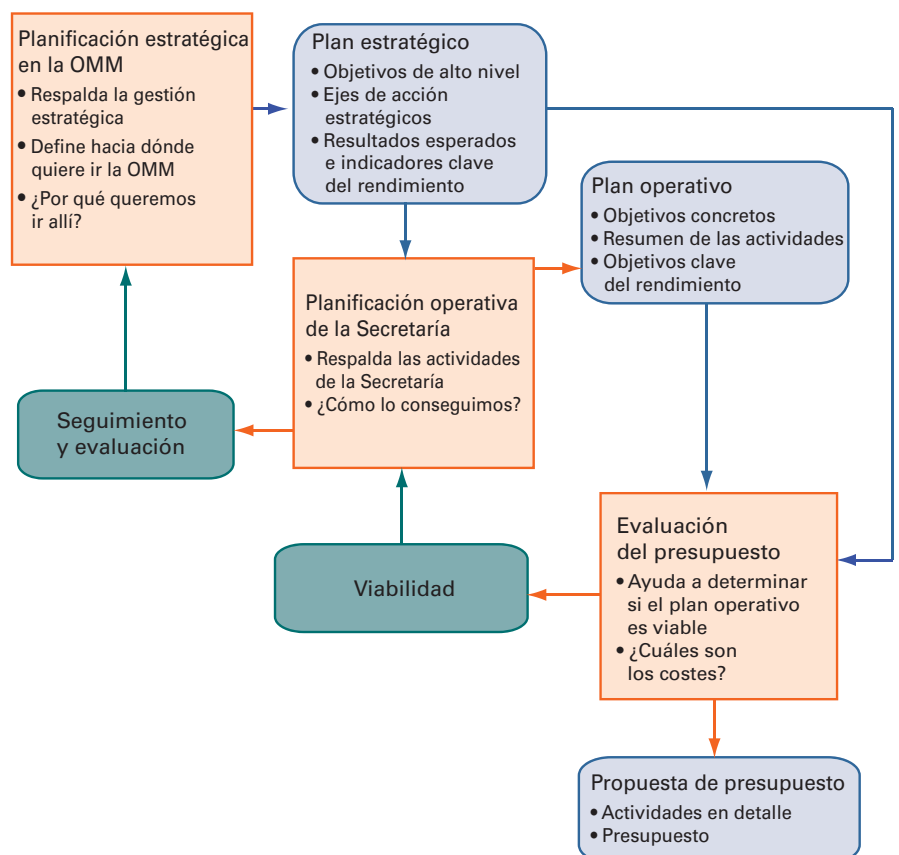 Planificación estratégica
en la OMM
• Respalda la gestión
estratégica
• Define hacia dónde
quiere ir la OMM
• ¿Por qué queremos
ir allí?
Plan estratégico
• Objetivos de alto nivel
• Ejes de acción
estratégicos
• Resultados esperados
e indicadores clave
del rendimiento
Plan operativo
• Objetivos concretos
• Resumen de las actividades
• Objetivos clave
del rendimiento
Planificación operativa
de la Secretaría
• Respalda las actividades
de la Secretaría
• ¿Cómo lo conseguimos?
Seguimiento
y evaluación
Evaluación
del presupuesto
• Ayuda a determinar
si el plan operativo
es viable
• ¿Cuáles son
los costes?
Viabilidad
Propuesta de presupuesto
• Actividades en detalle
• Presupuesto